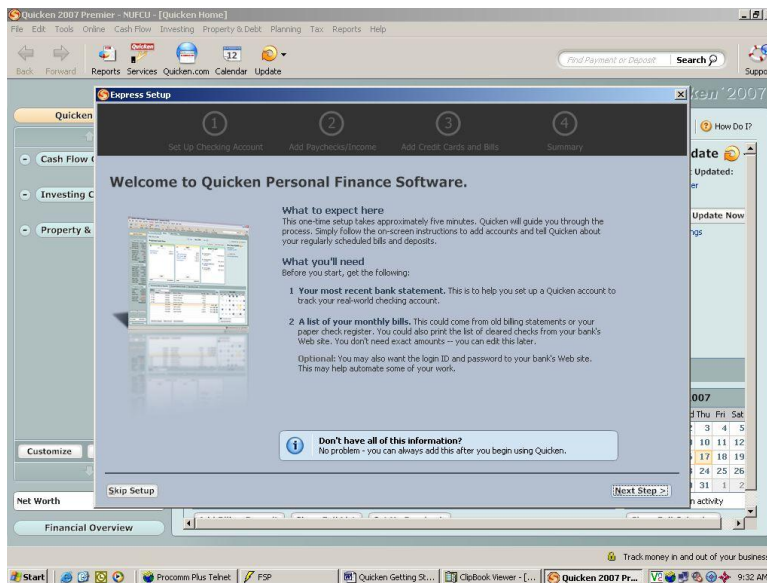 Quicken 2007 Premier - NUFCU - [Quicken Home]
File Edit Tools Online Cash Flow Investing Property & Debt Planning Tax Reports Help
Back Forward Reports Services Quicken.com Calendar Update
Find Payment or Deposit Search
Suppo
Quicken
Express Setup
ken 2007
1 2 3 4
Set Up Checking Account Add Paychecks/Income Add Credit Cards and Bills Summary
How Do I?
Cash Flow
date
Updated:
Welcome to Quicken Personal Finance Software.
Investing C
Update Now
Property &
ngs
What to expect here
This one-time setup takes approximately five minutes. Quicken will guide you through the
process. Simply follow the on-screen instructions to add accounts and tell Quicken about
your regularly scheduled bills and deposits.
What you'll need
Before you start, get the following:
1 Your most recent bank statement. This is to help you set up a Quicken account to
track your real-world checking account.
2 A list of your monthly bills. This could come from old billing statements or your
paper check register. You could also print the list of cleared checks from your bank's
Web site. You don't need exact amounts -- you can edit this later.
Optional: You may also want the login ID and password to your bank's Web site.
This may help automate some of your work.
007
d Thu Fri Sat
3 4 5
10 11 12
17 18 19
24 25 26
31 1 2
Don't have all of this information?
No problem - you can always add this after you begin using Quicken.
Customize
Skip Setup
Next Step >
Net Worth
n activity
Financial Overview
Track money in and out of your business
Start Procomm Plus Telnet FSP Quicken Getting St... ClipBook Viewer - [... Quicken 2007 Pr... 9:32 AM